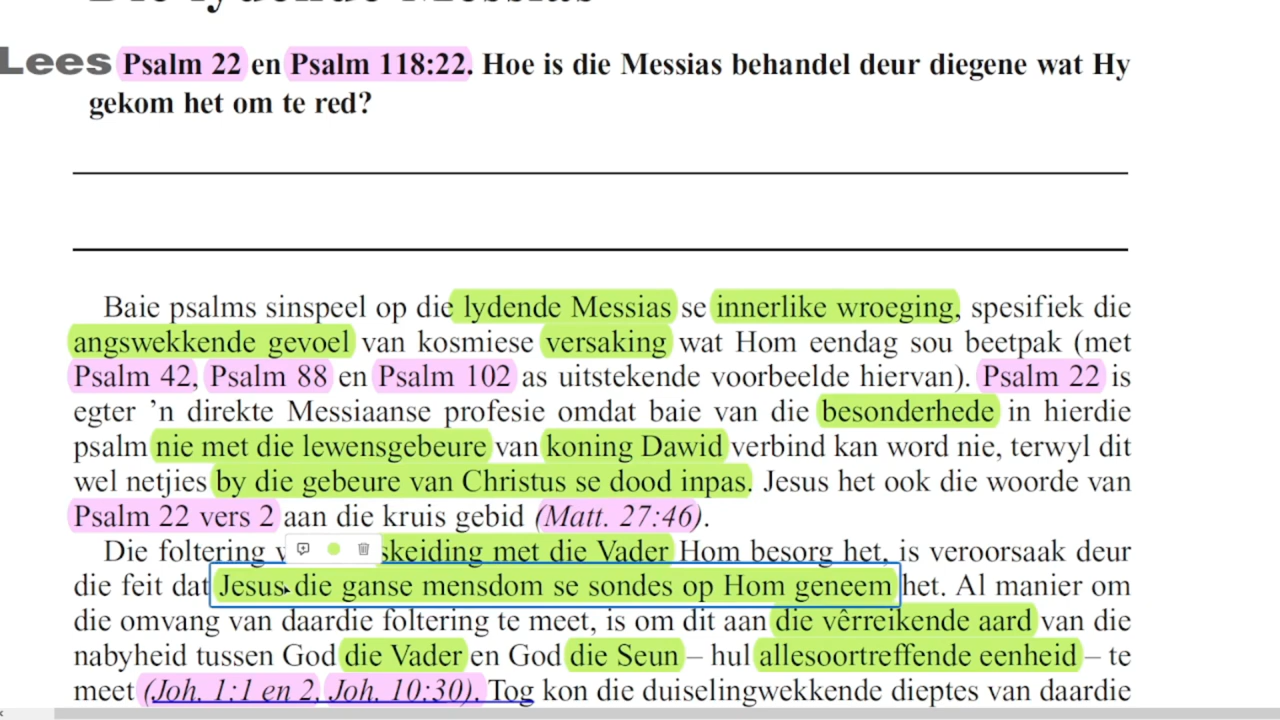 Die lydende Messias
Lees Psalm 22 en Psalm 118:22. Hoe is die Messias behandel deur diegene wat Hy
gekom het om te red?
Baie psalms sinspeel op die lydende Messias se innerlike wroeging, spesifiek die
angswekkende gevoel van kosmiese versaking wat Hom eendag sou beetpak (met
Psalm 42, Psalm 88 en Psalm 102 as uitstekende voorbeelde hiervan). Psalm 22 is
egter ’n direkte Messiaanse profesie omdat baie van die besonderhede in hierdie
psalm nie met die lewensgebeure van koning Dawid verbind kan word nie, terwyl dit
wel netjies by die gebeure van Christus se dood inpas. Jesus het ook die woorde van
Psalm 22 vers 2 aan die kruis gebid (Matt. 27:46).
Die foltering skeiding met die Vader Hom besorg het, is veroorsaak deur
die feit dat Jesus die ganse mensdom se sondes op Hom geneem het. Al manier om
die omvang van daardie foltering te meet, is om dit aan die vêrreikende aard van die
nabyheid tussen God die Vader en God die Seun – hul allesoortreffende eenheid – te
meet (Joh. 1:1 en 2, Joh. 10:30). Tog kon die duiselingwekkende dieptes van daardie